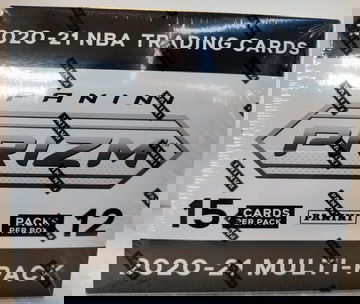 2020-21 NBA TRADING CARDS
PANINI
PRIZM
15 PACKS PER BOX CARDS PER PACK 12 PANINI
2020-21 MULTI-PACK